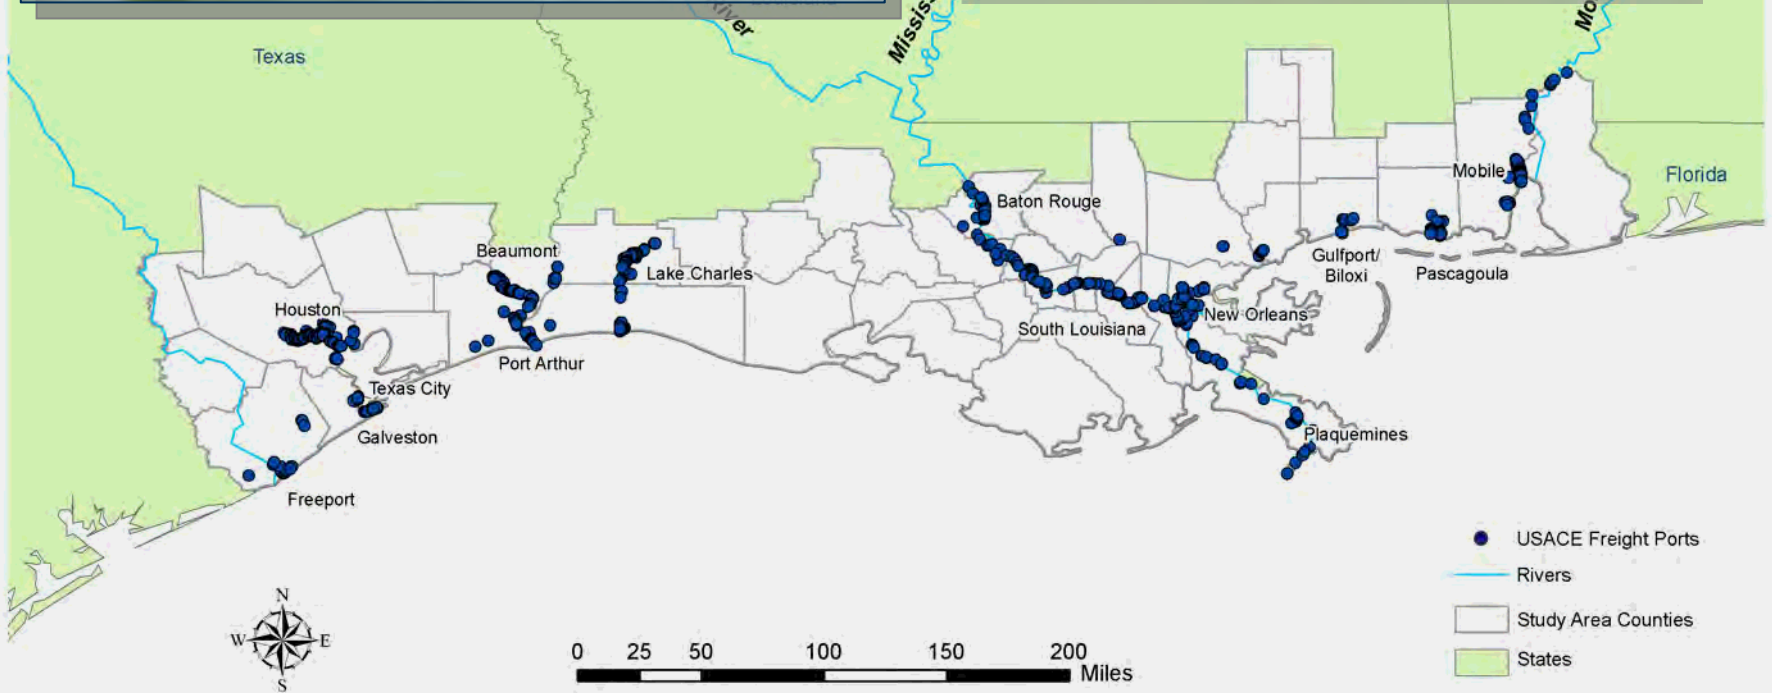 River
Texas
Mobile
Florida
Baton Rouge
Beaumont
Lake Charles
Gulfport/
Biloxi
Pascagoula
Houston
New Orleans
South Louisiana
Port Arthur
Texas City
Galveston
Plaquemines
Freeport
USACE Freight Ports
Rivers
Study Area Counties
States
N
W
E
S
0 25 50 100 150 200
Miles